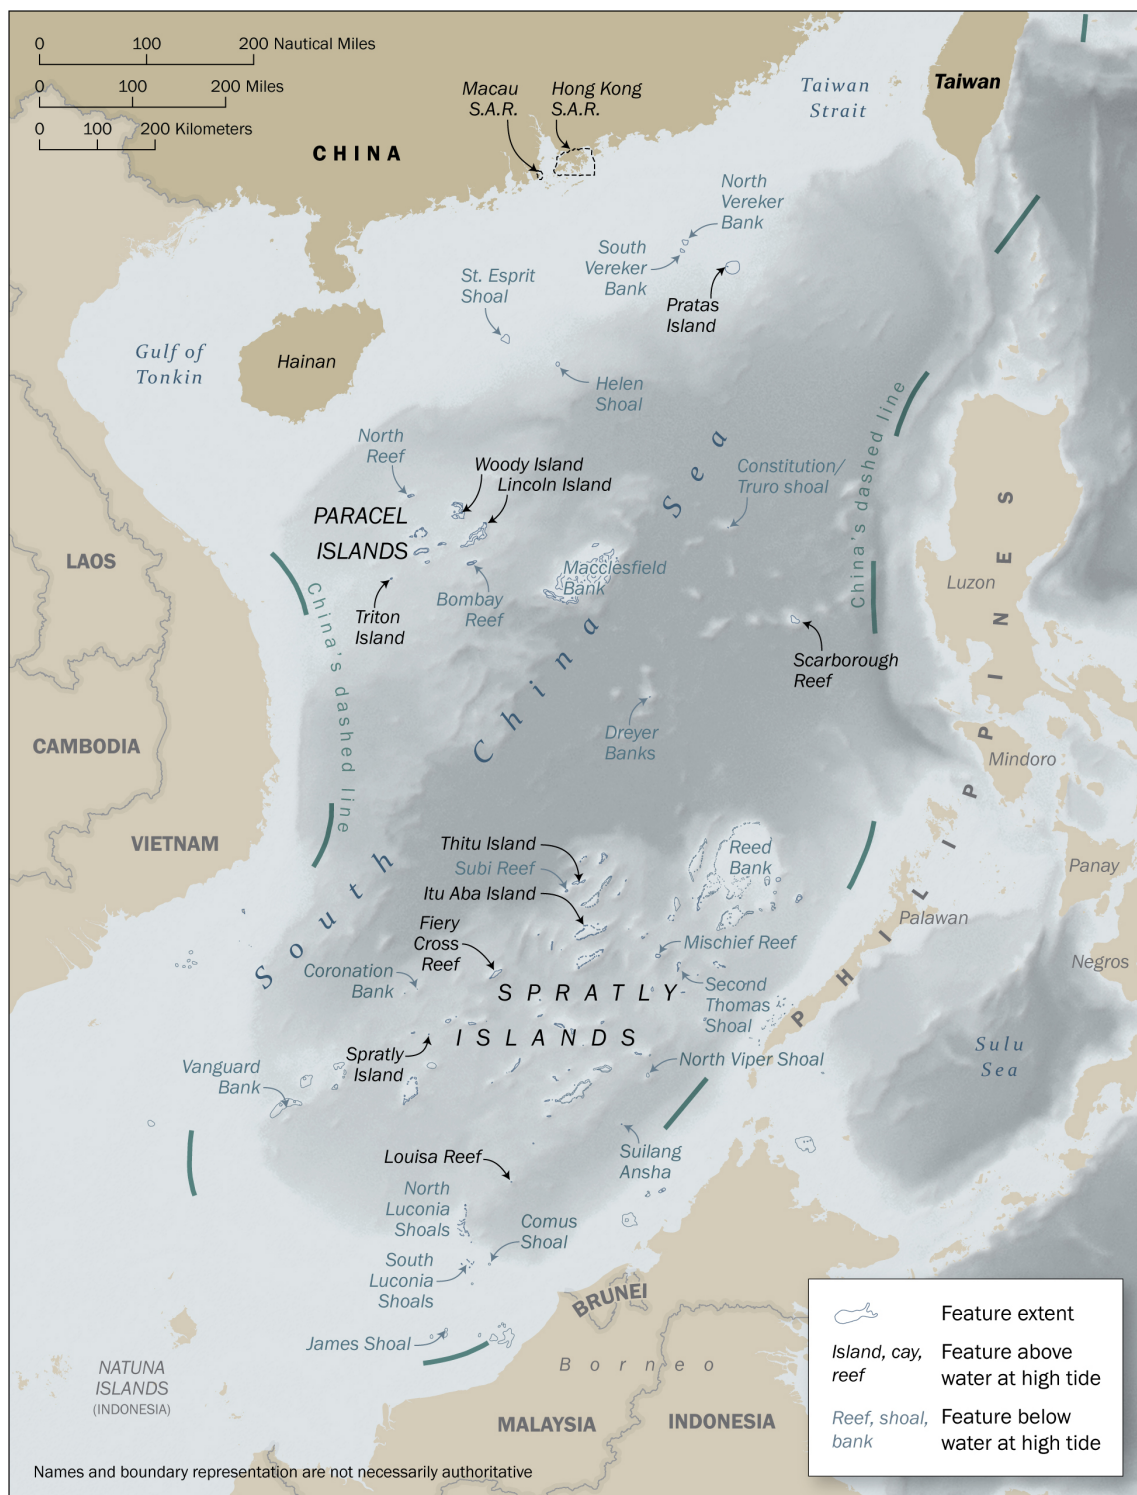 0 100 200 Nautical Miles
0 100 200 Miles
0 100 200 Kilometers
CHINA
Macau
S.A.R.
Hong Kong
S.A.R.
Taiwan
Strait
Taiwan
North
Vereker
Bank
South
Vereker
Bank
Pratas
Island
St. Esprit
Shoal
Gulf of
Tonkin
Hainan
Helen
Shoal
North
Reef
Woody Island
Lincoln Island
PARACEL
ISLANDS
Triton
Island
Bombay
Reef
Macclesfield
Bank
Constitution/
Truro shoal
China's dashed line
China's dashed line
Scarborough
Reef
Dreyer
Banks
South China Sea
LAOS
CAMBODIA
VIETNAM
Luzon
PHILIPPINES
Mindoro
Panay
Palawan
Negros
Sulu
Sea
Thitu Island
Subi Reef
Itu Aba Island
Reed
Bank
Fiery
Cross
Reef
Mischief Reef
Coronation
Bank
Second
Thomas
Shoal
SPRATLY
ISLANDS
Spratly
Island
North Viper Shoal
Vanguard
Bank
Suilang
Ansha
Louisa Reef
North
Luconia
Shoals
Comus
Shoal
South
Luconia
Shoals
James Shoal
BRUNEI
Borneo
NATUNA
ISLANDS
(INDONESIA)
MALAYSIA
INDONESIA
Feature extent
Island, cay,
reef
Feature above
water at high tide
Reef, shoal,
bank
Feature below
water at high tide
Names and boundary representation are not necessarily authoritative